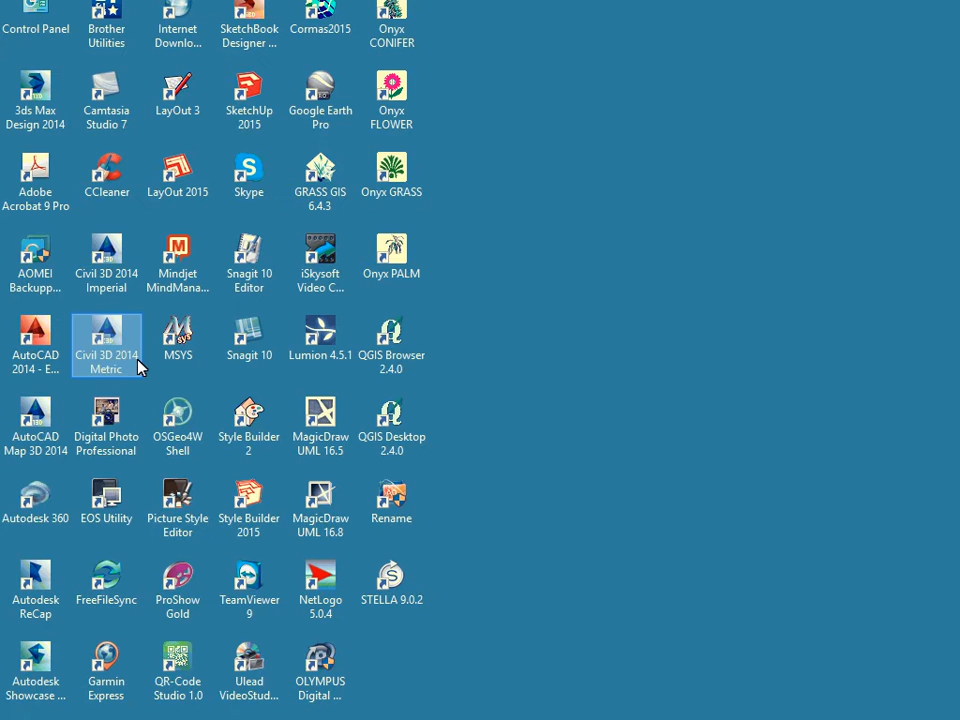 Control Panel
Brother
Utilities
Internet
Downlo...
SketchBook
Designer ...
Cormas2015
Onyx
CONIFER
3ds Max
Design 2014
Camtasia
Studio 7
LayOut 3
SketchUp
2015
Google Earth
Pro
Onyx
FLOWER
Adobe
Acrobat 9 Pro
CCleaner
LayOut 2015
Skype
GRASS GIS
6.4.3
Onyx GRASS
AOMEI
Backupp...
Civil 3D 2014
Imperial
Mindjet
MindMana...
Snagit 10
Editor
iSkysoft
Video C...
Onyx PALM
AutoCAD
2014 - E...
Civil 3D 2014
Metric
MSYS
Snagit 10
Lumion 4.5.1
QGIS Browser
2.4.0
AutoCAD
Map 3D 2014
Digital Photo
Professional
OSGeo4W
Shell
Style Builder
2
MagicDraw
UML 16.5
QGIS Desktop
2.4.0
Autodesk 360
EOS Utility
Picture Style
Editor
Style Builder
2015
MagicDraw
UML 16.8
Rename
Autodesk
ReCap
FreeFileSync
ProShow
Gold
TeamViewer
9
NetLogo
5.0.4
STELLA 9.0.2
Autodesk
Showcase ...
Garmin
Express
QR-Code
Studio 1.0
Ulead
VideoStud...
OLYMPUS
Digital ...